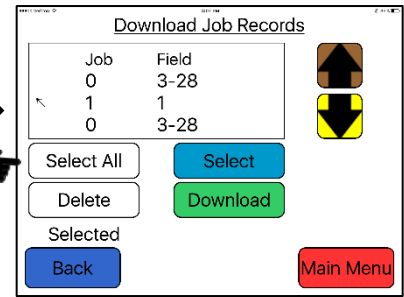 Download Job Records
Job Field
0 3-28
1 1
0 3-28
Select All Select
Delete Download
Selected
Back Main Menu